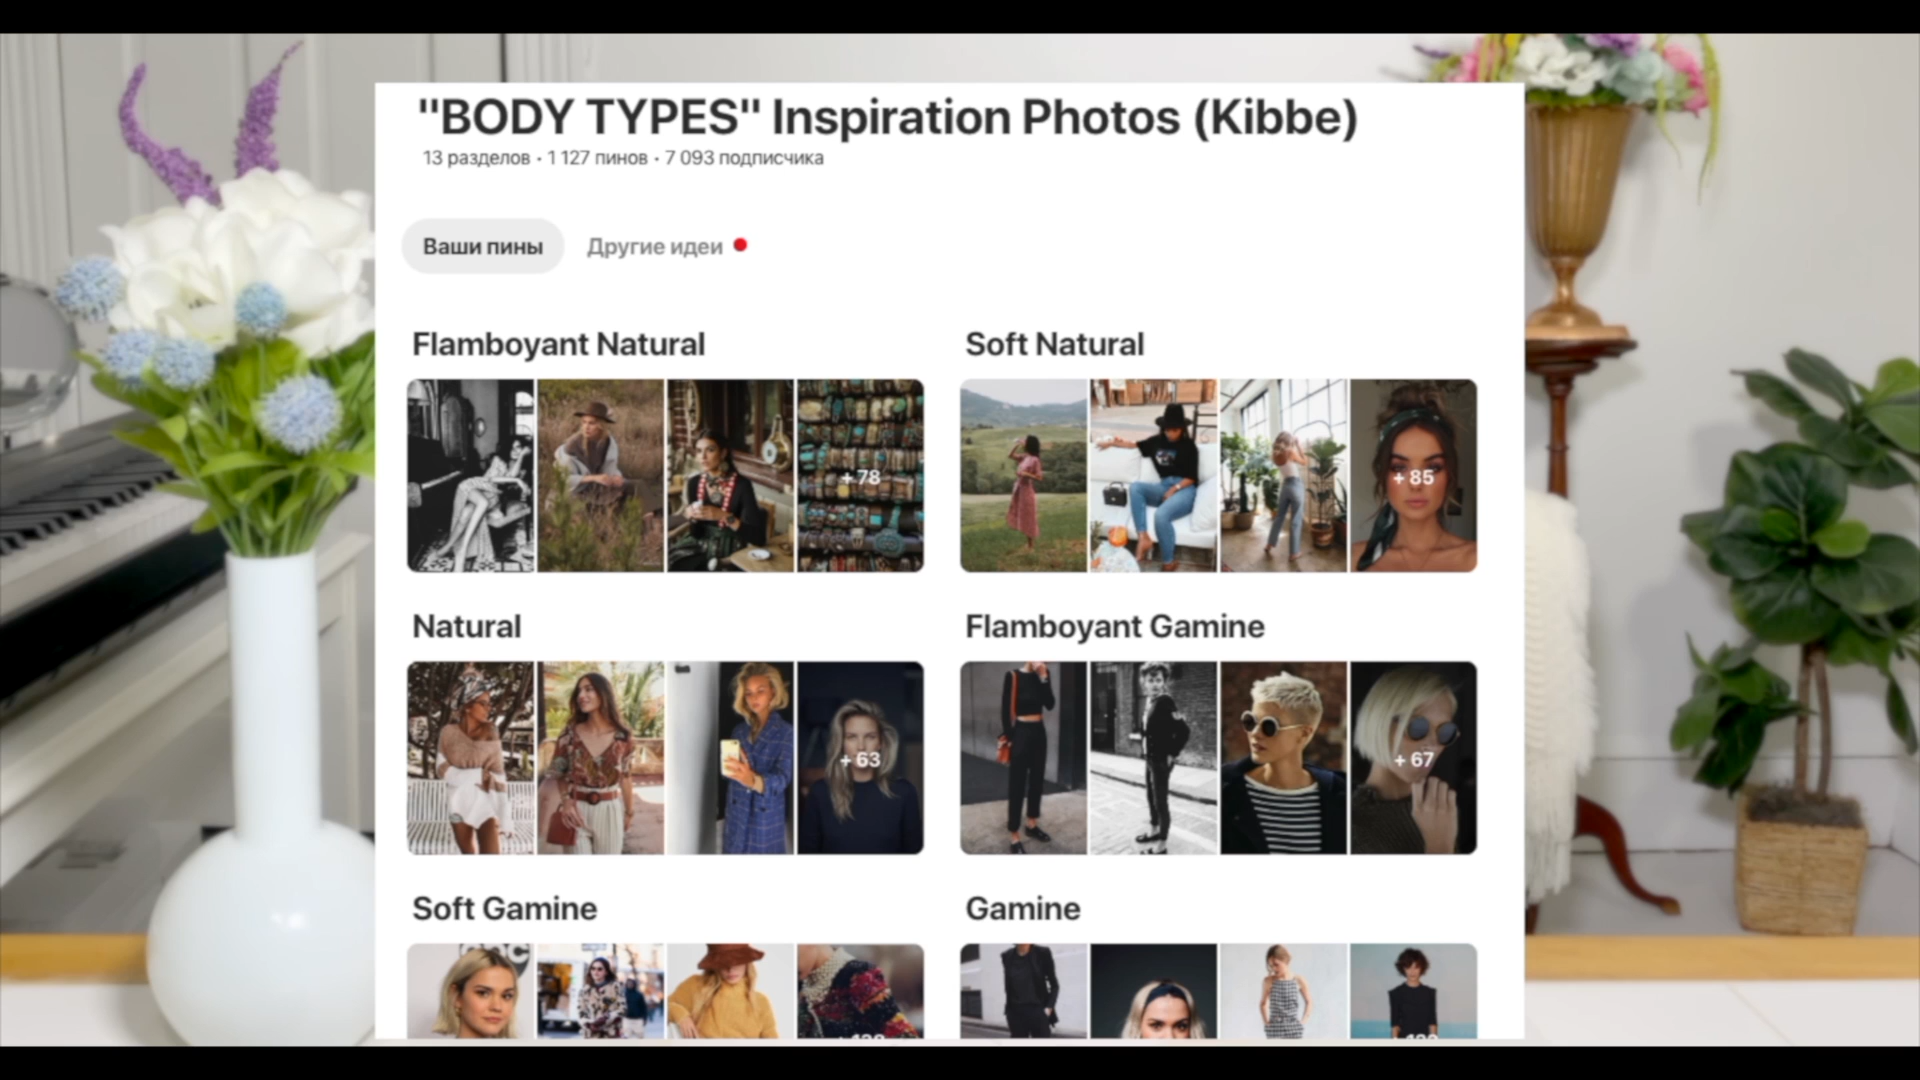 "BODY TYPES" Inspiration Photos (Kibbe)
13 разделов · 1 127 пинов · 7 093 подписчика
Ваши пины
Другие идеи
Flamboyant Natural
Soft Natural
+ 78
+ 85
Natural
Flamboyant Gamine
+ 63
+ 67
Soft Gamine
Gamine